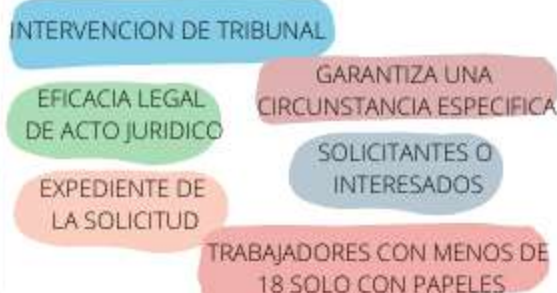 INTERVENCION DE TRIBUNAL
GARANTIZA UNA
CIRCUNSTANCIA ESPECIFICA
EFICACIA LEGAL
DE ACTO JURIDICO
SOLICITANTES O
INTERESADOS
EXPEDIENTE DE
LA SOLICITUD
TRABAJADORES CON MENOS DE
18 SOLO CON PAPELES